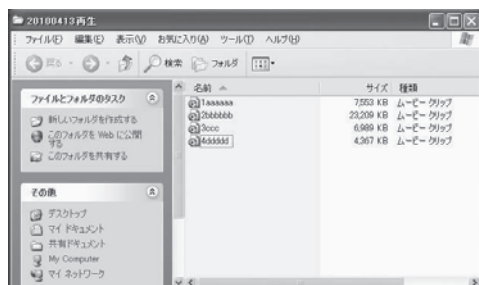 20100413再生
ファイル(F) 編集(E) 表示(V) お気に入り(A) ツール(T) ヘルプ(H)
戻る 検索 フォルダ
ファイルとフォルダのタスク
新しいフォルダを作成する
このフォルダを Web に公開する
このフォルダを共有する
その他
デスクトップ
マイ ドキュメント
共有ドキュメント
My Computer
マイ ネットワーク
名前 サイズ 種類
1aaaaaa 7,553 KB ムービー クリップ
2bbbbbb 23,209 KB ムービー クリップ
3ccc 6,989 KB ムービー クリップ
4ddddd 4,367 KB ムービー クリップ